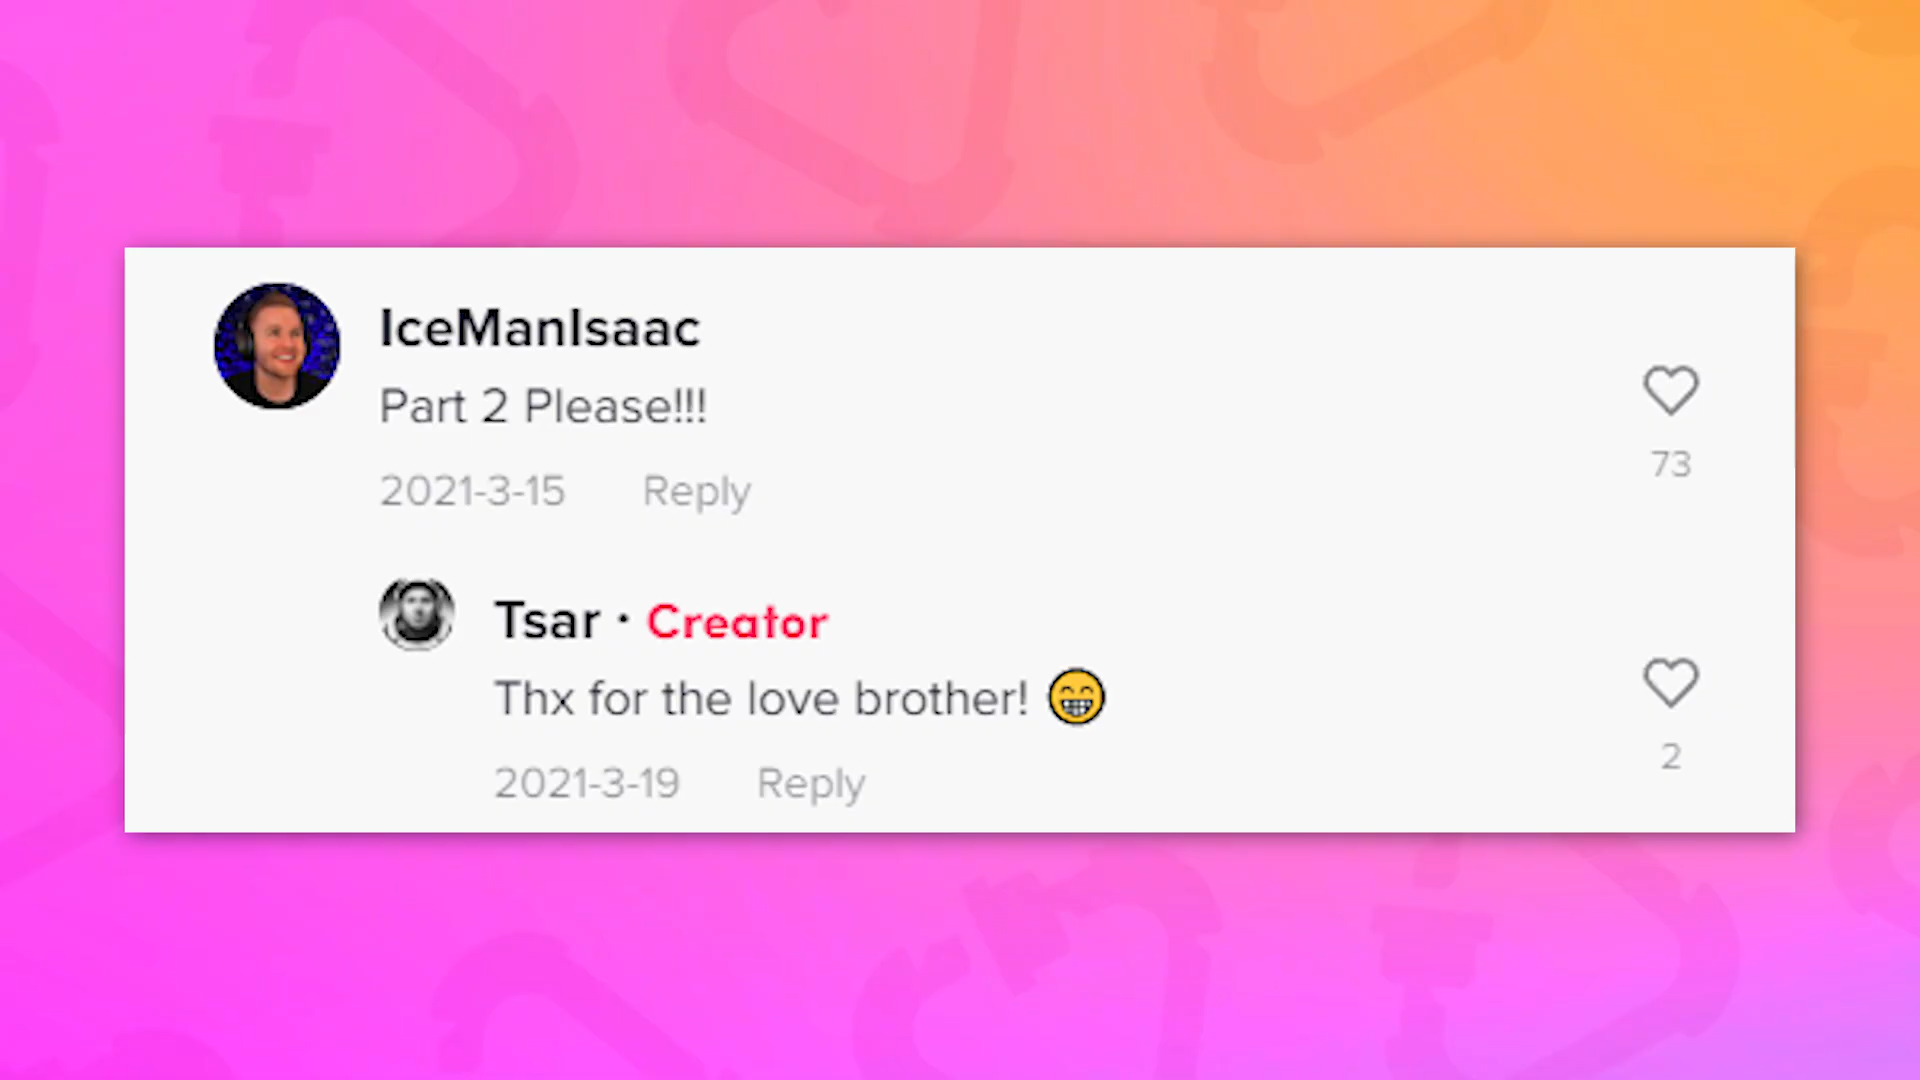 IceManIsaac
Part 2 Please!!!
73
2021-3-15 Reply
Tsar · Creator
Thx for the love brother! 😁
2
2021-3-19 Reply